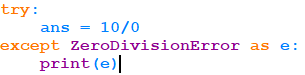 try:
    ans = 10/0
except ZeroDivisionError as e:
    print(e)